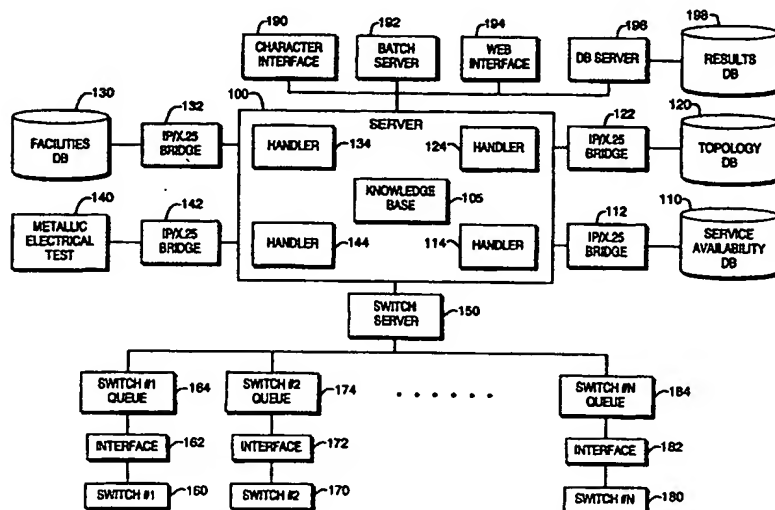 190
192
194
196
198
CHARACTER
INTERFACE
BATCH
SERVER
WEB
INTERFACE
DB SERVER
RESULTS
DB
130
132
100
122
120
FACILITIES
DB
IP/X.25
BRIDGE
SERVER
HANDLER
134
124
HANDLER
IP/X.25
BRIDGE
TOPOLOGY
DB
KNOWLEDGE
BASE
105
140
142
112
110
METALLIC
ELECTRICAL
TEST
IP/X.25
BRIDGE
HANDLER
144
114
HANDLER
IP/X.25
BRIDGE
SERVICE
AVAILABILITY
DB
SWITCH
SERVER
150
SWITCH #1
QUEUE
164
SWITCH #2
QUEUE
174
. . . . . .
SWITCH #N
QUEUE
184
INTERFACE
162
INTERFACE
172
INTERFACE
182
SWITCH #1
160
SWITCH #2
170
SWITCH #N
180